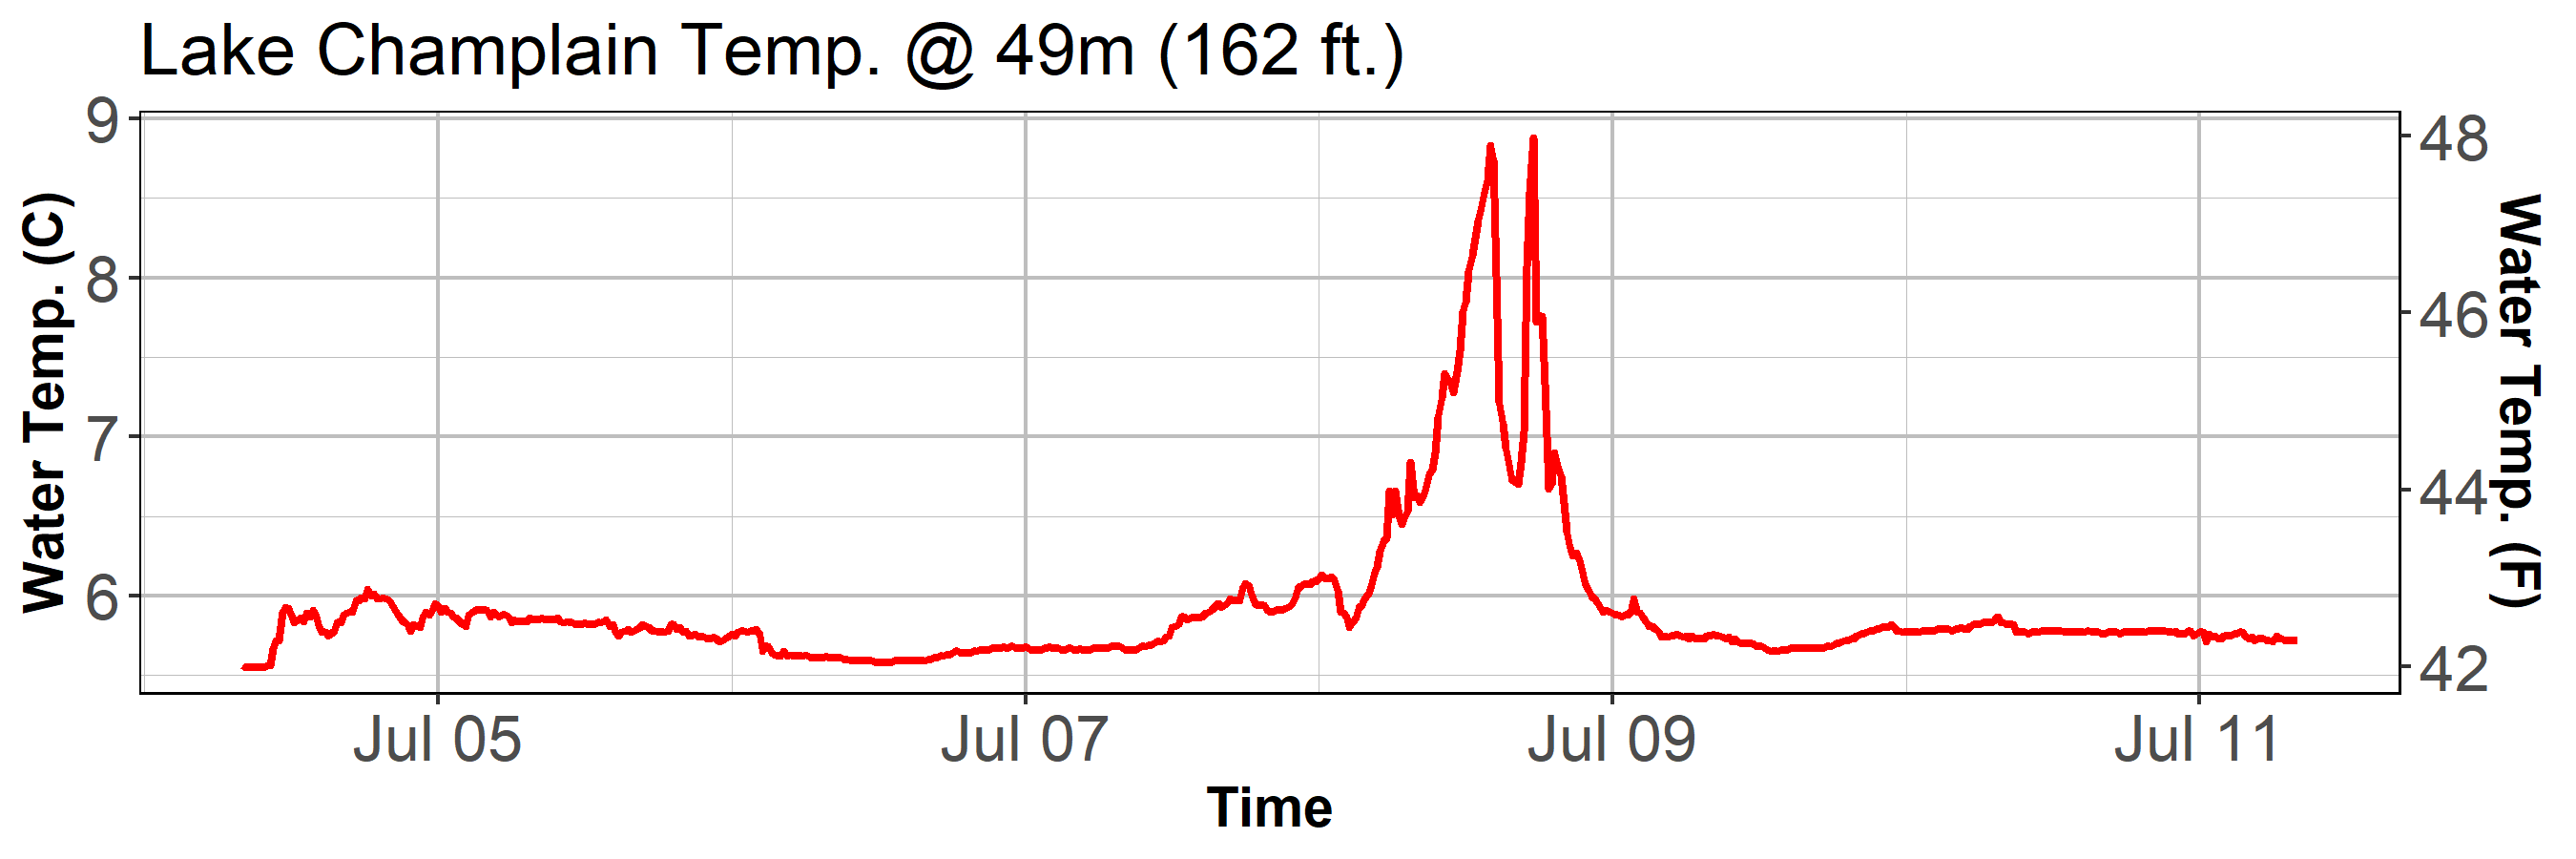 Lake Champlain Temp. @ 49m (162 ft.)
Water Temp. (C)
9
8
7
6
48
46
44
42
Water Temp. (F)
Jul 05 Jul 07 Jul 09 Jul 11
Time